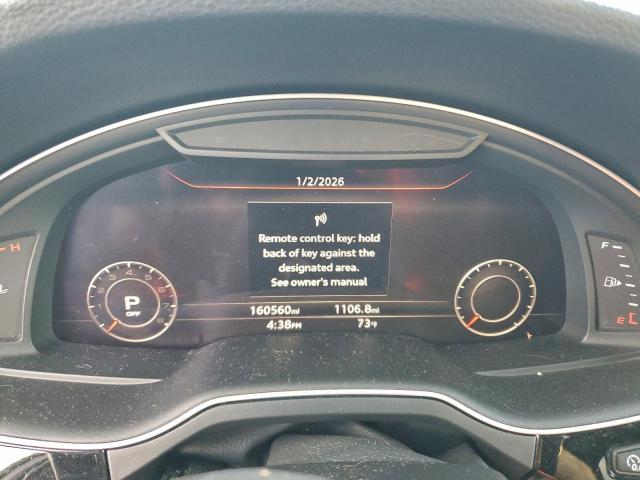 1/2/2026
Remote control key: hold
back of key against the
designated area.
See owner's manual
H
F
E
P
OFF
160560mi 1106.8mi
4:38PM 73°F